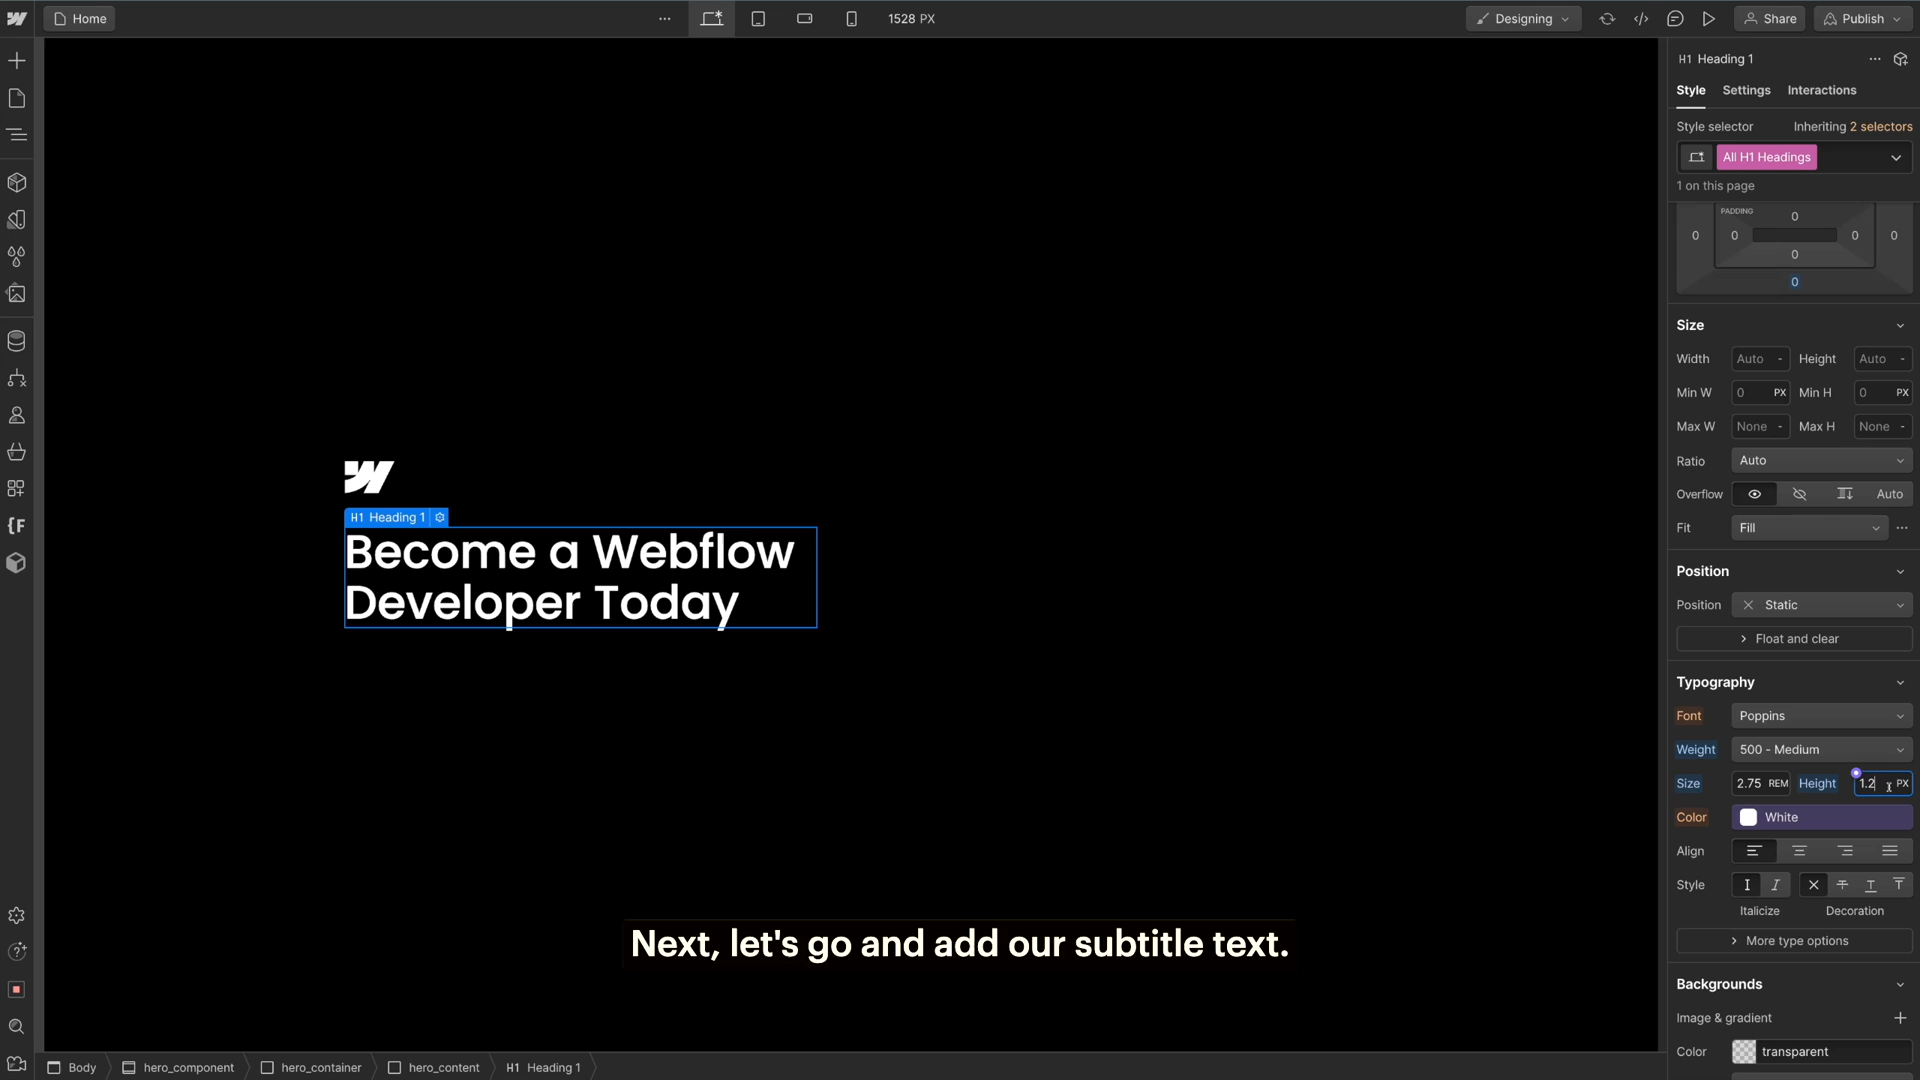 Home
1528 PX
Designing
Share
Publish
H1 Heading 1
Style Settings Interactions
Style selector Inheriting 2 selectors
All H1 Headings
1 on this page
PADDING
0
0 0 0 0
0
0
Size
Width Auto - Height Auto -
Min W 0 PX Min H 0 PX
Max W None - Max H None -
Ratio Auto
Overflow Auto
Fit Fill
Position
Position Static
Float and clear
Typography
Font Poppins
Weight 500 - Medium
Size 2.75 REM Height 1.2 PX
Color White
Align
Style
Italicize Decoration
More type options
Backgrounds
Image & gradient
Color transparent
H1 Heading 1
Become a Webflow
Developer Today
Next, let's go and add our subtitle text.
Body hero_component hero_container hero_content H1 Heading 1